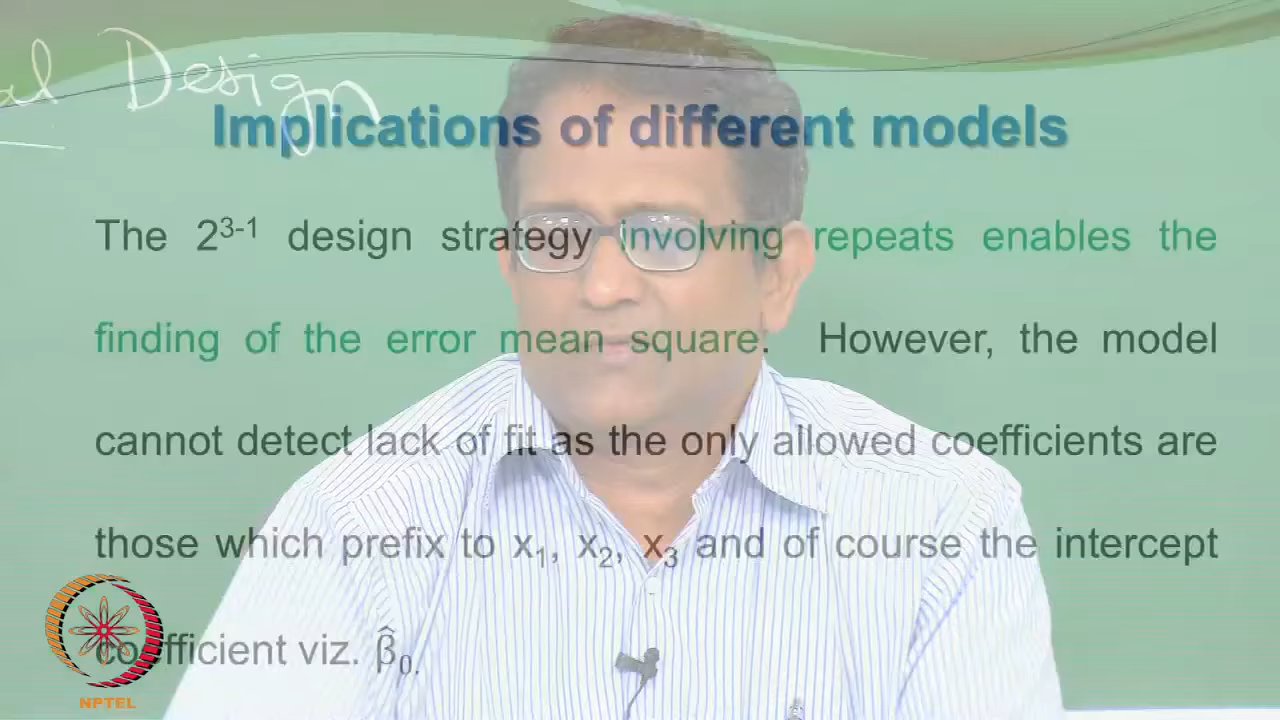 al Design
Implications of different models
The 2³⁻¹ design strategy involving repeats enables the
finding of the error mean square. However, the model
cannot detect lack of fit as the only allowed coefficients are
those which prefix to x₁, x₂, x₃ and of course the intercept
coefficient viz. β̂₀.
NPTEL